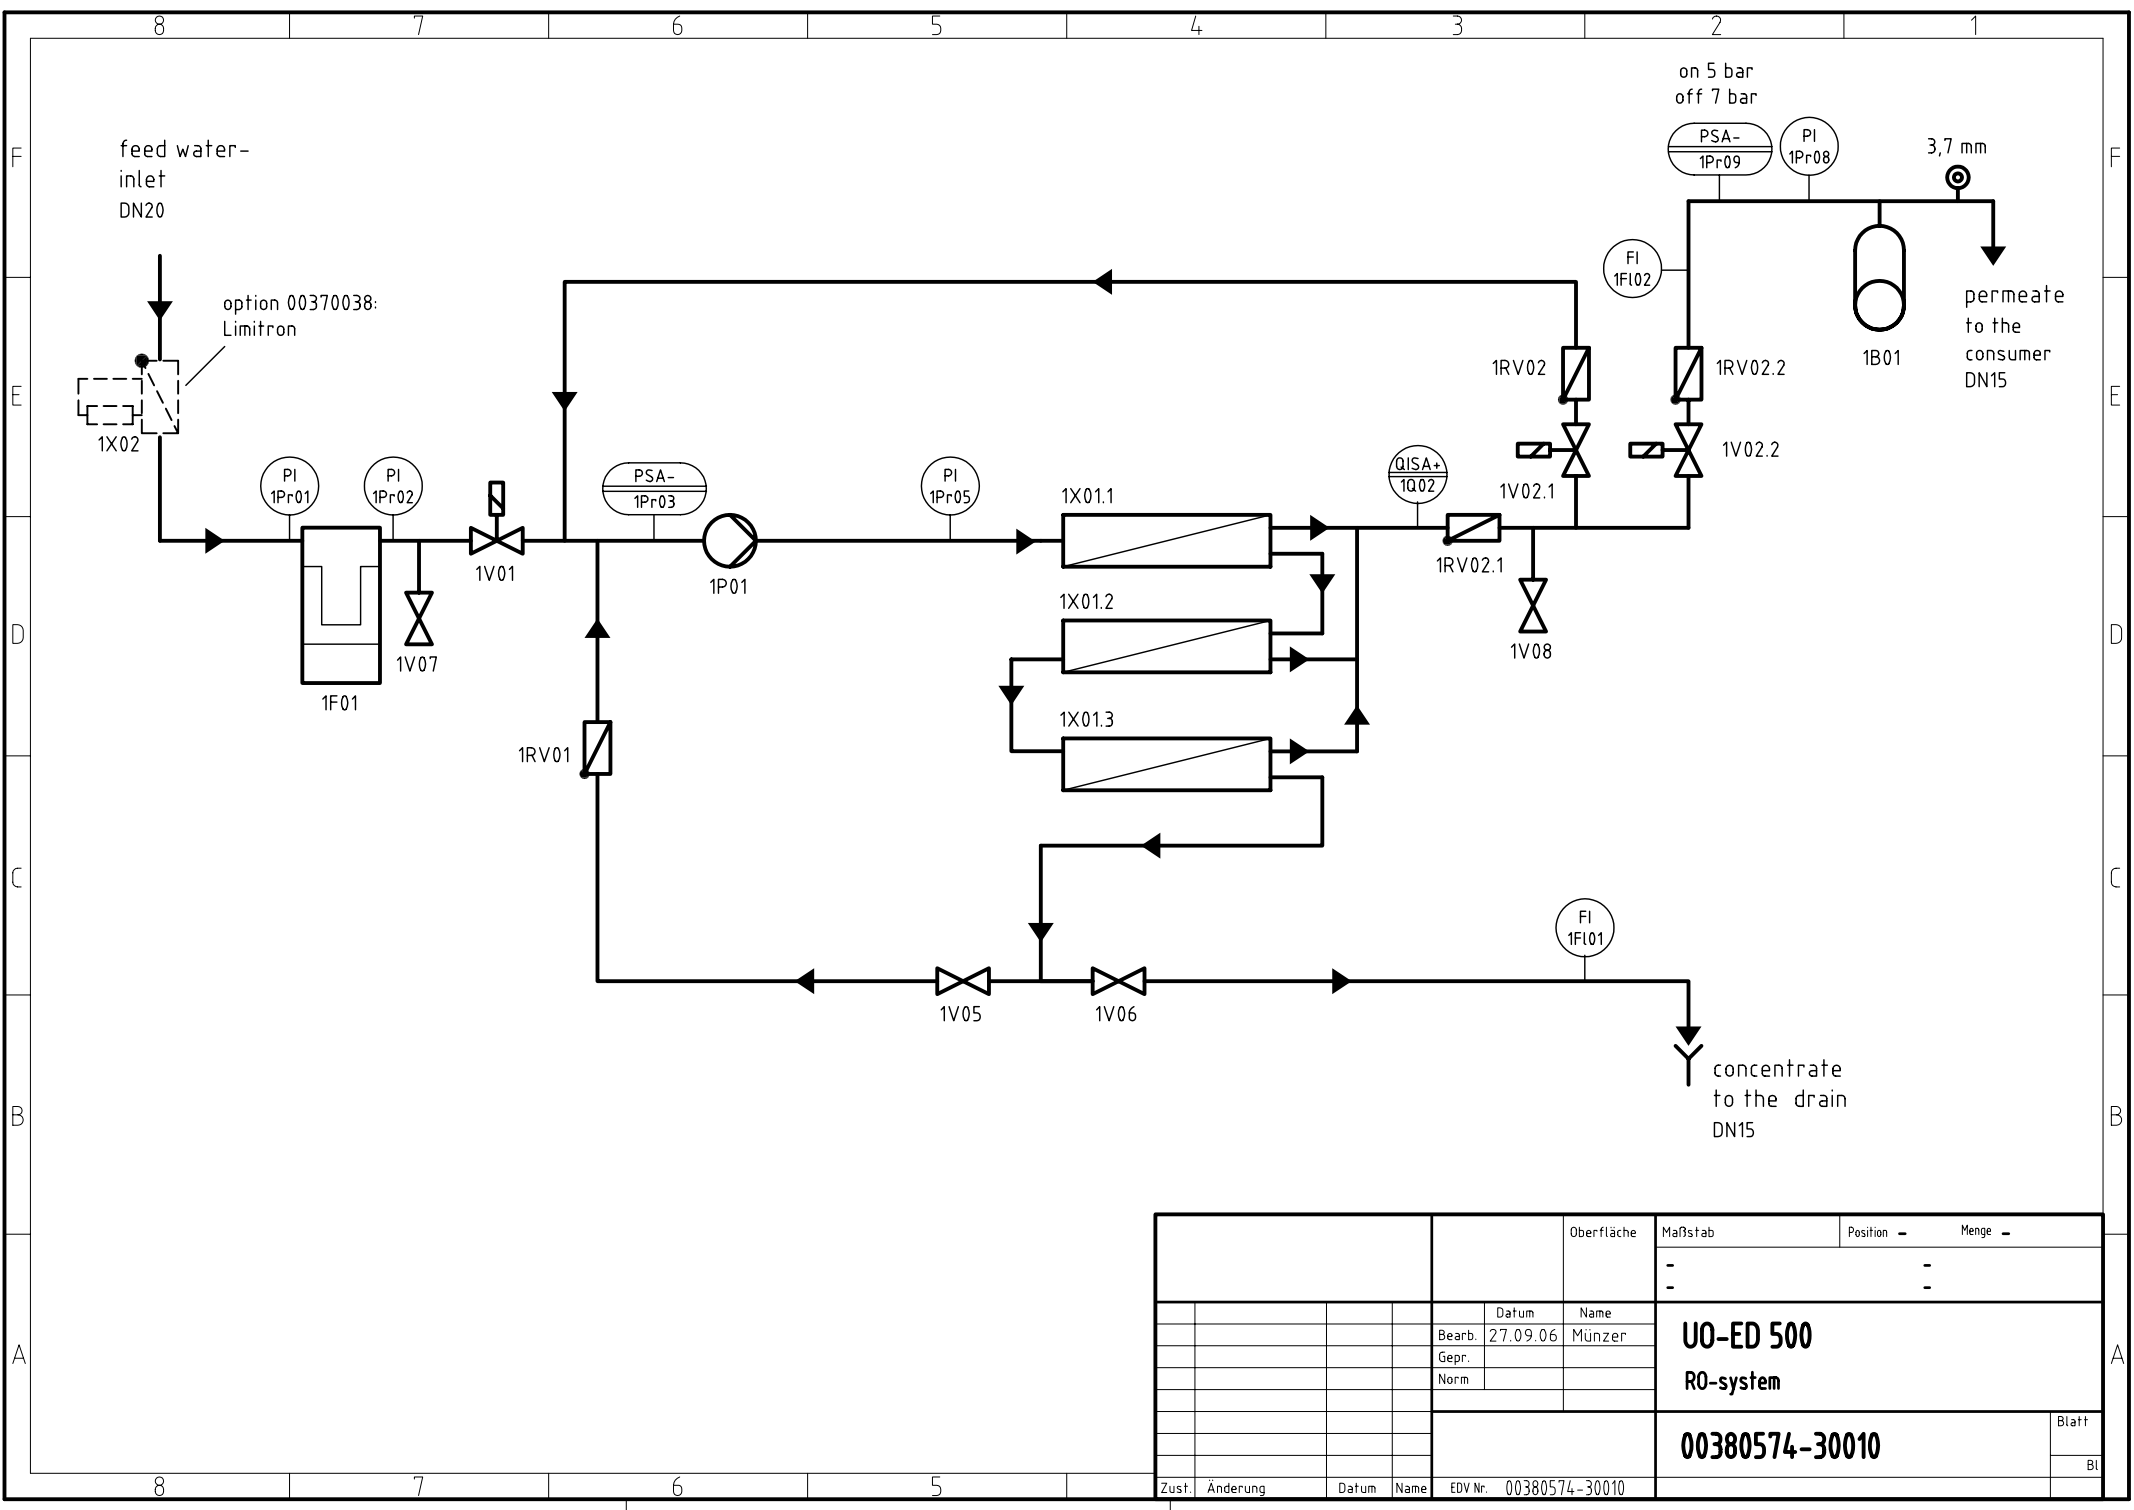 8 7 6 5 4 3 2 1
F
E
D
C
B
A
F
E
D
C
B
A
on 5 bar
off 7 bar
PSA-
1Pr09
PI
1Pr08
3,7 mm
feed water-
inlet
DN20
FI
1Fl02
option 00370038:
Limitron
permeate
to the
consumer
DN15
1B01
1RV02
1RV02.2
1X02
1V02.1
1V02.2
PI
1Pr01
PI
1Pr02
PSA-
1Pr03
PI
1Pr05
QISA+
1Q02
1X01.1
1V01
1P01
1RV02.1
1X01.2
1V07
1V08
1F01
1X01.3
1RV01
FI
1Fl01
1V05
1V06
concentrate
to the drain
DN15
Oberfläche
Maßstab
Position -
Menge -
- -
- -
Datum Name
Bearb. 27.09.06 Münzer
Gepr.
Norm
UO-ED 500
RO-system
00380574-30010
Blatt
Bl
Zust. Änderung Datum Name
EDV Nr. 00380574-30010
8 7 6 5